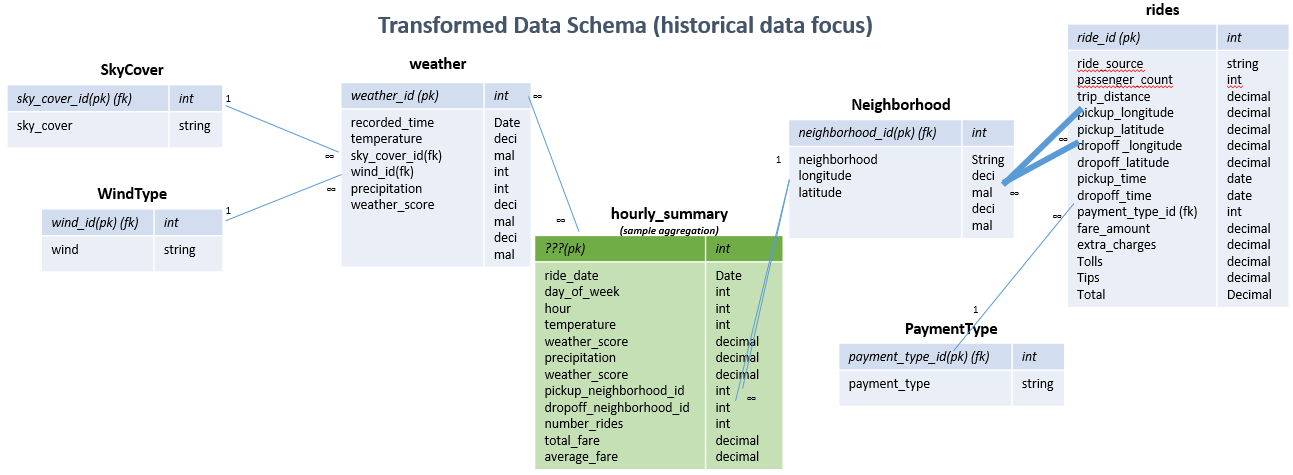 Transformed Data Schema (historical data focus)
SkyCover
sky_cover_id(pk) (fk) int
sky_cover string
1
∞
WindType
wind_id(pk) (fk) int
wind string
1
∞
weather
weather_id (pk) int
∞
recorded_time Date
temperature deci
sky_cover_id(fk) mal
wind_id(fk) int
precipitation int
weather_score deci
mal
deci
mal
∞
hourly_summary
(sample aggregation)
???(pk) int
ride_date Date
day_of_week int
hour int
temperature int
weather_score decimal
precipitation decimal
weather_score decimal
pickup_neighborhood_id int
dropoff_neighborhood_id int
number_rides int
total_fare decimal
average_fare decimal
∞
Neighborhood
neighborhood_id(pk) (fk) int
neighborhood String
longitude deci
latitude mal
deci
mal
1
∞
rides
ride_id (pk) int
ride_source string
passenger_count int
trip_distance decimal
pickup_longitude decimal
pickup_latitude decimal
dropoff_longitude decimal
dropoff_latitude decimal
pickup_time date
dropoff_time date
payment_type_id (fk) int
fare_amount decimal
extra_charges decimal
Tolls decimal
Tips decimal
Total Decimal
∞
∞
1
PaymentType
payment_type_id(pk) (fk) int
payment_type string